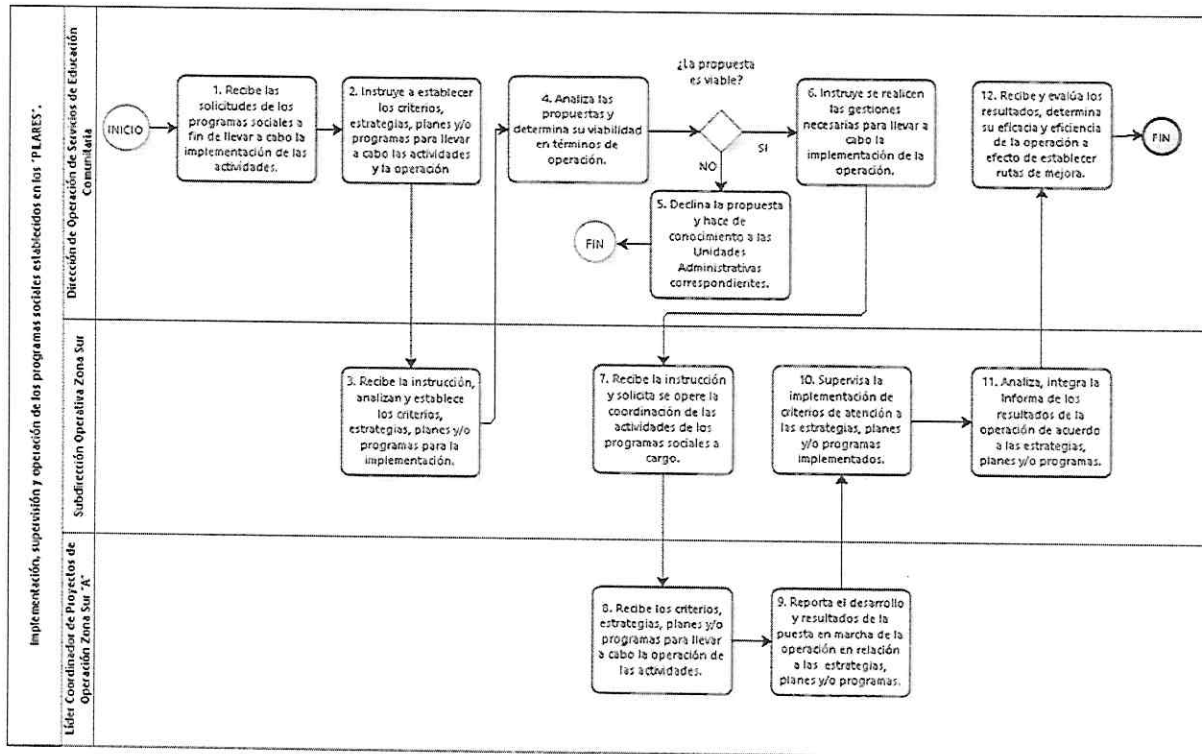 Implementación, supervisión y operación de los programas sociales establecidos en los "PILARES".
Dirección de Operación de Servicios de Educación
Comunitaria
INICIO
1. Recibe las
solicitudes de los
programas sociales a
fin de llevar a cabo la
implementación de las
actividades.
2. Instruye a establecer
los criterios,
estrategias, planes y/o
programas para llevar
a cabo las actividades
y la operación
4. Analiza las
propuestas y
determina su viabilidad
en términos de
operación.
¿La propuesta
es viable?
SI
NO
5. Declina la propuesta
y hace de
conocimiento a las
Unidades
Administrativas
correspondientes.
FIN
6. Instruye se realicen
las gestiones
necesarias para llevar a
cabo la
implementación de la
operación.
12. Recibe y evalúa los
resultados, determina
su eficacia y eficiencia
de la operación a
efecto de establecer
rutas de mejora.
FIN
Subdirección Operativa Zona Sur
3. Recibe la instrucción,
analizan y establece
los criterios,
estrategias, planes y/o
programas para la
implementación.
7. Recibe la instrucción
y solicita se opere la
coordinación de las
actividades de los
programas sociales a
cargo.
10. Supervisa la
implementación de
criterios de atención a
las estrategias, planes
y/o programas
implementados.
11. Analiza, integra la
Informa de los
resultados de la
operación de acuerdo
a las estrategias,
planes y/o programas.
Líder Coordinador de Proyectos de
Operación Zona Sur "A"
8. Recibe los criterios,
estrategias, planes y/o
programas para llevar
a cabo la operación de
las actividades.
9. Reporta el desarrollo
y resultados de la
puesta en marcha de la
operación en relación
a las estrategias,
planes y/o programas.